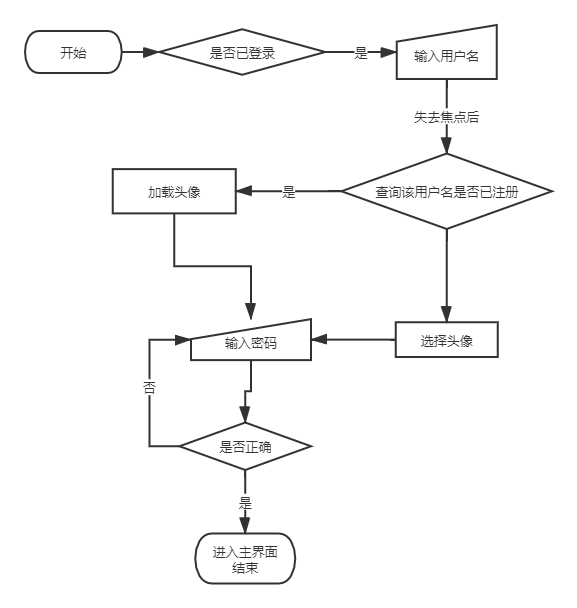 开始
是否已登录
是
输入用户名
失去焦点后
查询该用户名是否已注册
是
加载头像
选择头像
输入密码
否
是否正确
是
进入主界面
结束